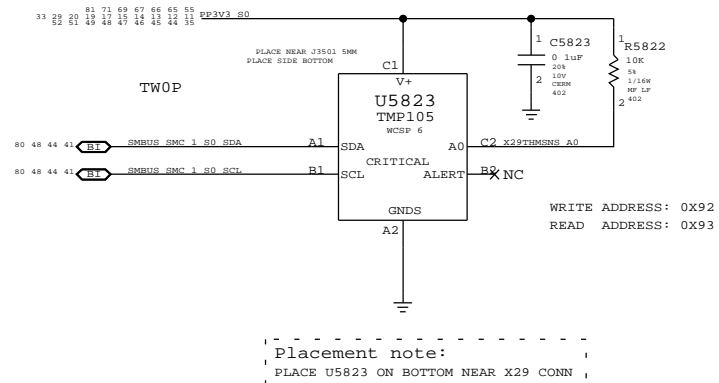 81 71 69 67 66 65 55
33 29 20 19 17 15 14 13 12 11 PP3V3 S0
52 51 49 48 47 46 45 44 35
PLACE NEAR J3501 5MM
PLACE SIDE BOTTOM
TW0P
C1
V+
U5823
TMP105
WCSP 6
1 C5823
0 1uF
20%
10V
CERM
402
2
1 R5822
10K
5%
1/16W
MF LF
402
2
80 48 44 41 BI SMBUS SMC 1 S0 SDA A1 SDA
A0 C2 X29THMSNS A0
CRITICAL
80 48 44 41 BI SMBUS SMC 1 S0 SCL B1 SCL
ALERT B2 NC
GNDS
A2
WRITE ADDRESS: 0X92
READ ADDRESS: 0X93
Placement note:
PLACE U5823 ON BOTTOM NEAR X29 CONN